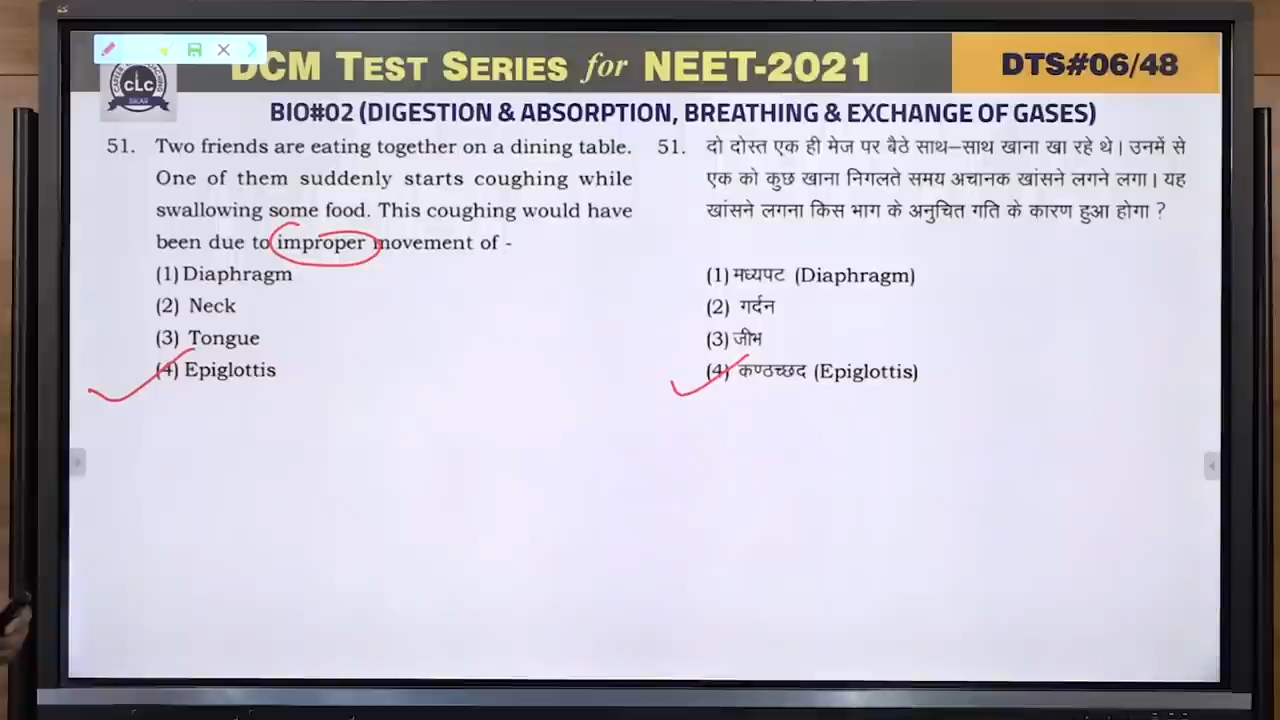 DCM TEST SERIES for NEET-2021
DTS#06/48
CLC
SIKAR
BIO#02 (DIGESTION & ABSORPTION, BREATHING & EXCHANGE OF GASES)
51. Two friends are eating together on a dining table.
One of them suddenly starts coughing while
swallowing some food. This coughing would have
been due to improper movement of -
(1) Diaphragm
(2) Neck
(3) Tongue
(4) Epiglottis
51. दो दोस्त एक ही मेज पर बैठे साथ–साथ खाना खा रहे थे। उनमें से
एक को कुछ खाना निगलते समय अचानक खांसने लगने लगा। यह
खांसने लगना किस भाग के अनुचित गति के कारण हुआ होगा ?
(1) मध्यपट (Diaphragm)
(2) गर्दन
(3) जीभ
(4) कण्ठच्छद (Epiglottis)